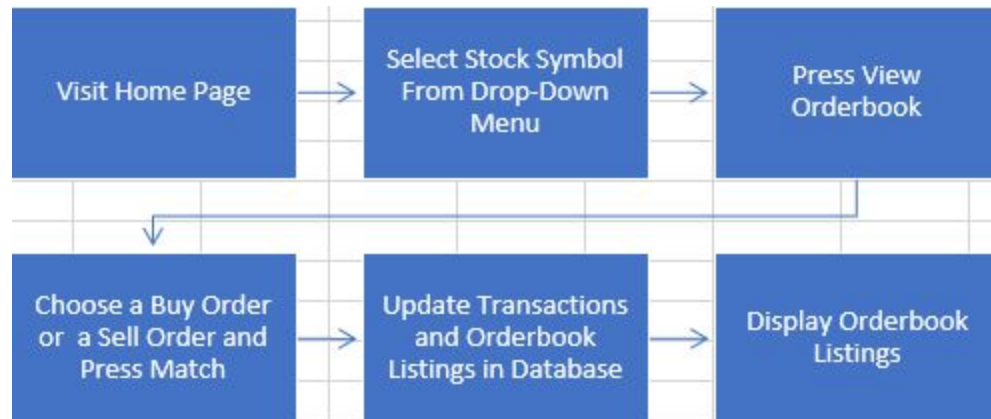 Visit Home Page
Select Stock Symbol
From Drop-Down
Menu
Press View
Orderbook
Choose a Buy Order
or a Sell Order and
Press Match
Update Transactions
and Orderbook
Listings in Database
Display Orderbook
Listings